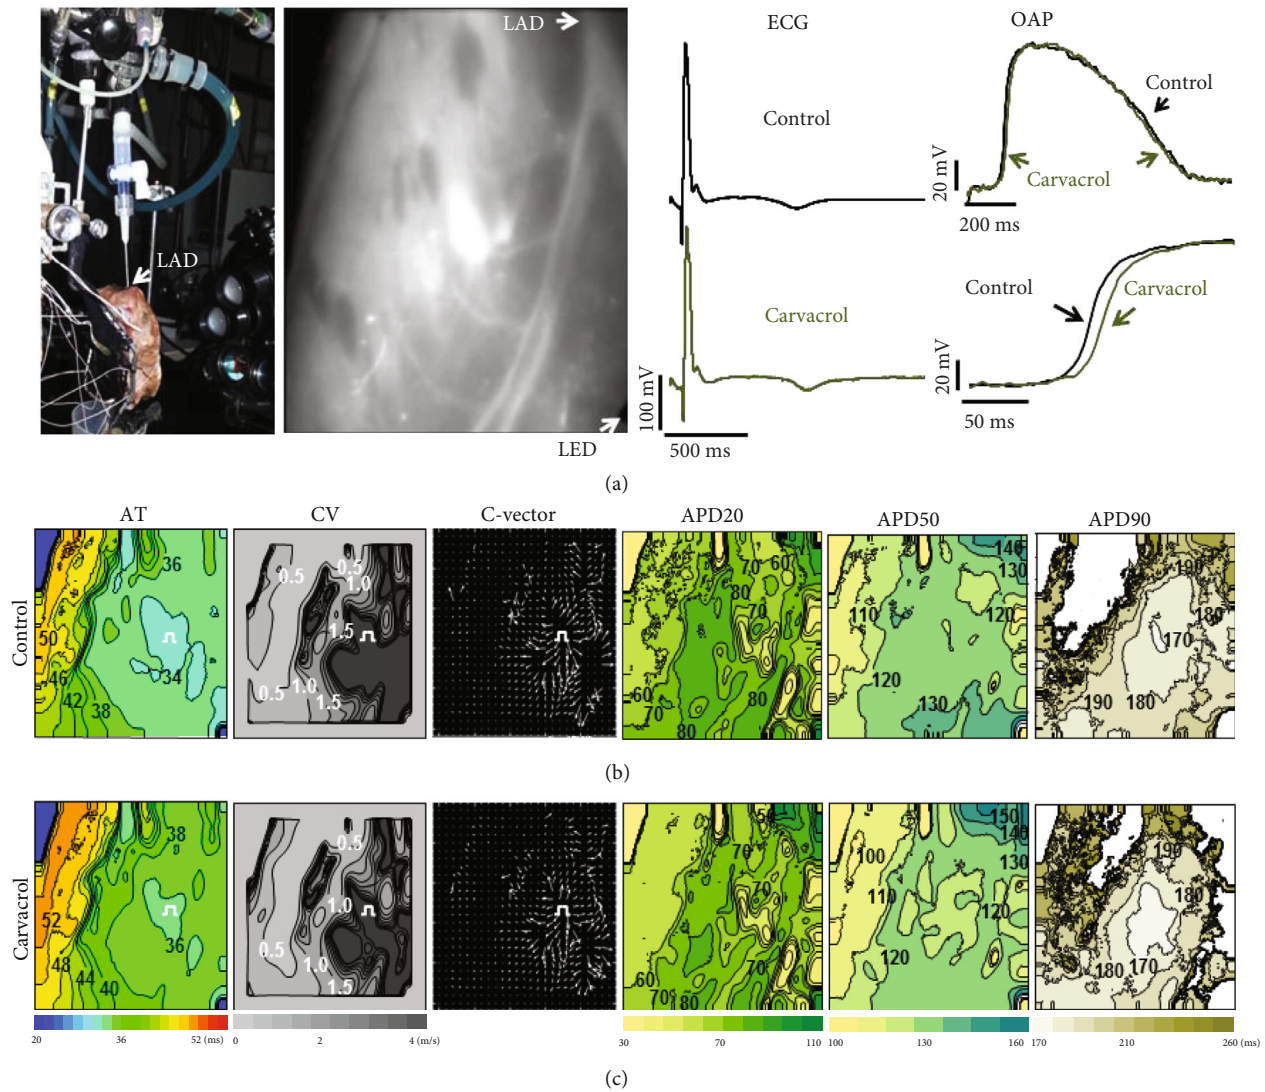 LAD
LAD
LED
ECG
Control
Carvacrol
100 mV
500 ms
OAP
Control
Carvacrol
20 mV
200 ms
Control
Carvacrol
20 mV
50 ms
(a)
AT CV C-vector APD20 APD50 APD90
Control
36
50
34
46
42
38
0.5
0.5
1.0
1.5
0.5
1.0
1.5
70
60
80
70
60
70
80
80
140
130
110
120
120
130
190
180
170
190
180
(b)
Carvacrol
38
52
36
48
44
40
0.5
1.0
0.5
1.0
1.5
50
70
70
60
70
80
70
150
140
130
100
110
120
120
190
180
180
170
20 36 52 (ms)
0 2 4 (m/s)
30 70 110
100 130 160
170 210 260 (ms)
(c)